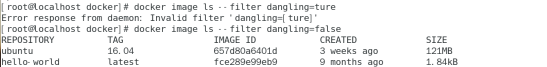 [root@localhost docker]# docker image ls --filter dangling=ture
Error response from daemon: Invalid filter 'dangling=[ture]'
[root@localhost docker]# docker image ls --filter dangling=false
REPOSITORY TAG IMAGE ID CREATED SIZE
ubuntu 16.04 657d80a6401d 3 weeks ago 121MB
hello-world latest fce289e99eb9 9 months ago 1.84kB